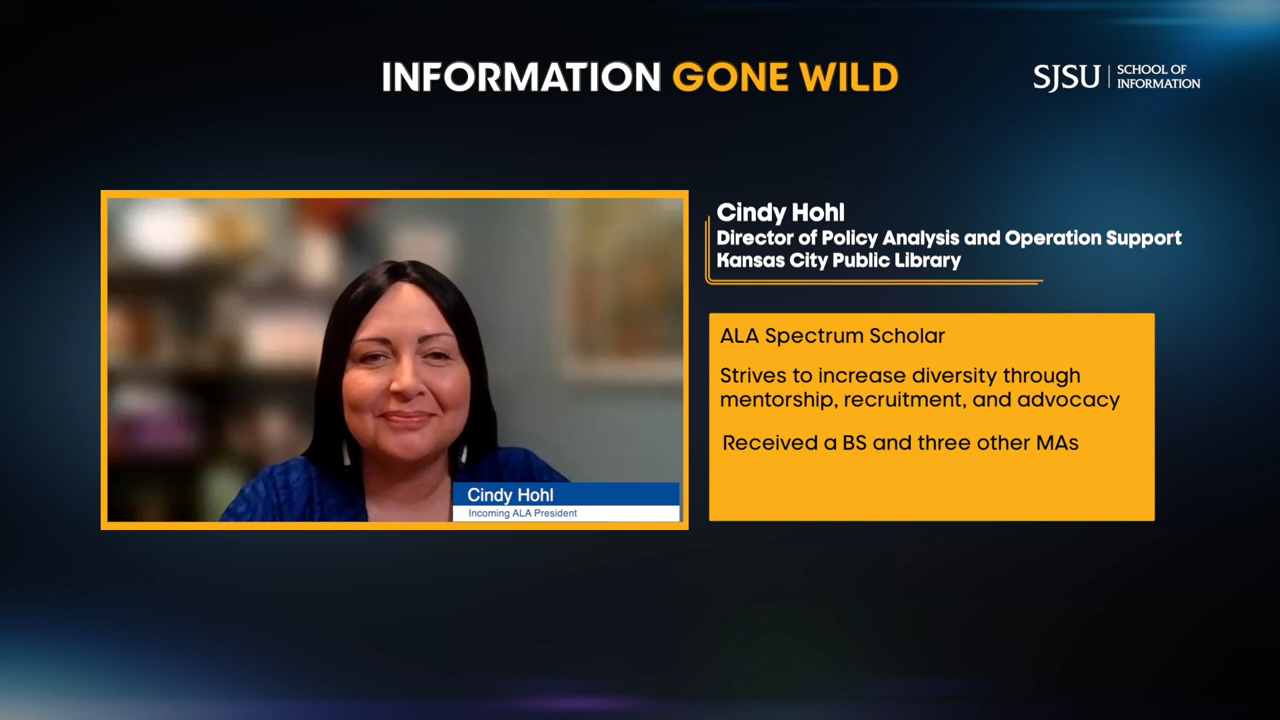 INFORMATION GONE WILD
SJSU
SCHOOL OF
INFORMATION
Cindy Hohl
Director of Policy Analysis and Operation Support
Kansas City Public Library
ALA Spectrum Scholar
Strives to increase diversity through
mentorship, recruitment, and advocacy
Received a BS and three other MAs
Cindy Hohl
Incoming ALA President